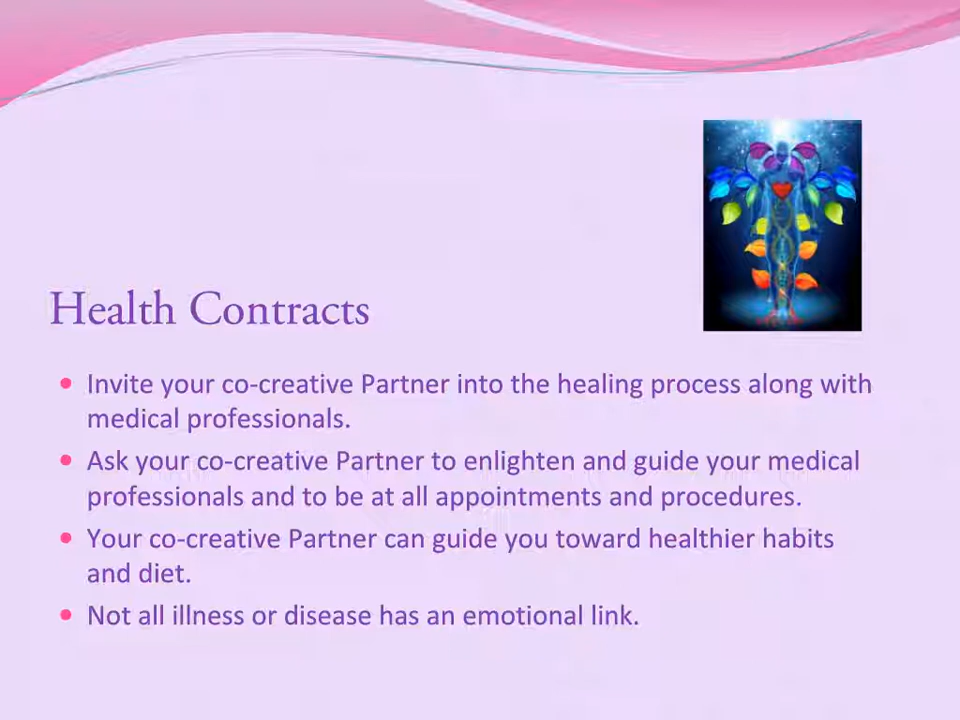 Health Contracts
Invite your co-creative Partner into the healing process along with
medical professionals.
Ask your co-creative Partner to enlighten and guide your medical
professionals and to be at all appointments and procedures.
Your co-creative Partner can guide you toward healthier habits
and diet.
Not all illness or disease has an emotional link.